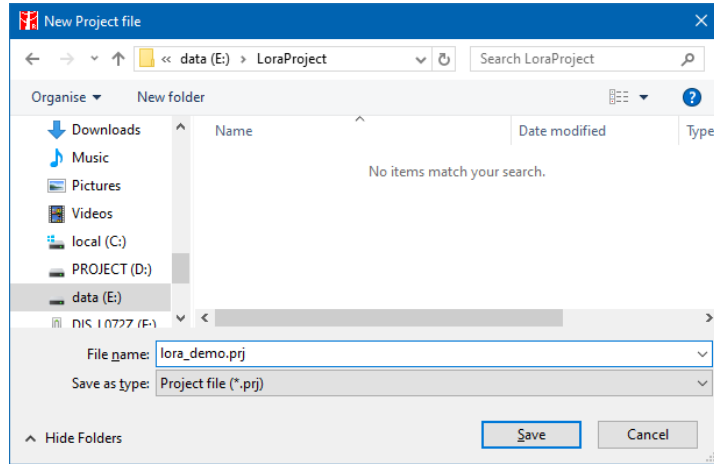 New Project file
« data (E:) > LoraProject
Search LoraProject
Organise
New folder
Downloads
Music
Pictures
Videos
local (C:)
PROJECT (D:)
data (E:)
DIS_L072Z (F:)
Name
Date modified
Type
No items match your search.
File name: lora_demo.prj
Save as type: Project file (*.prj)
Hide Folders
Save
Cancel